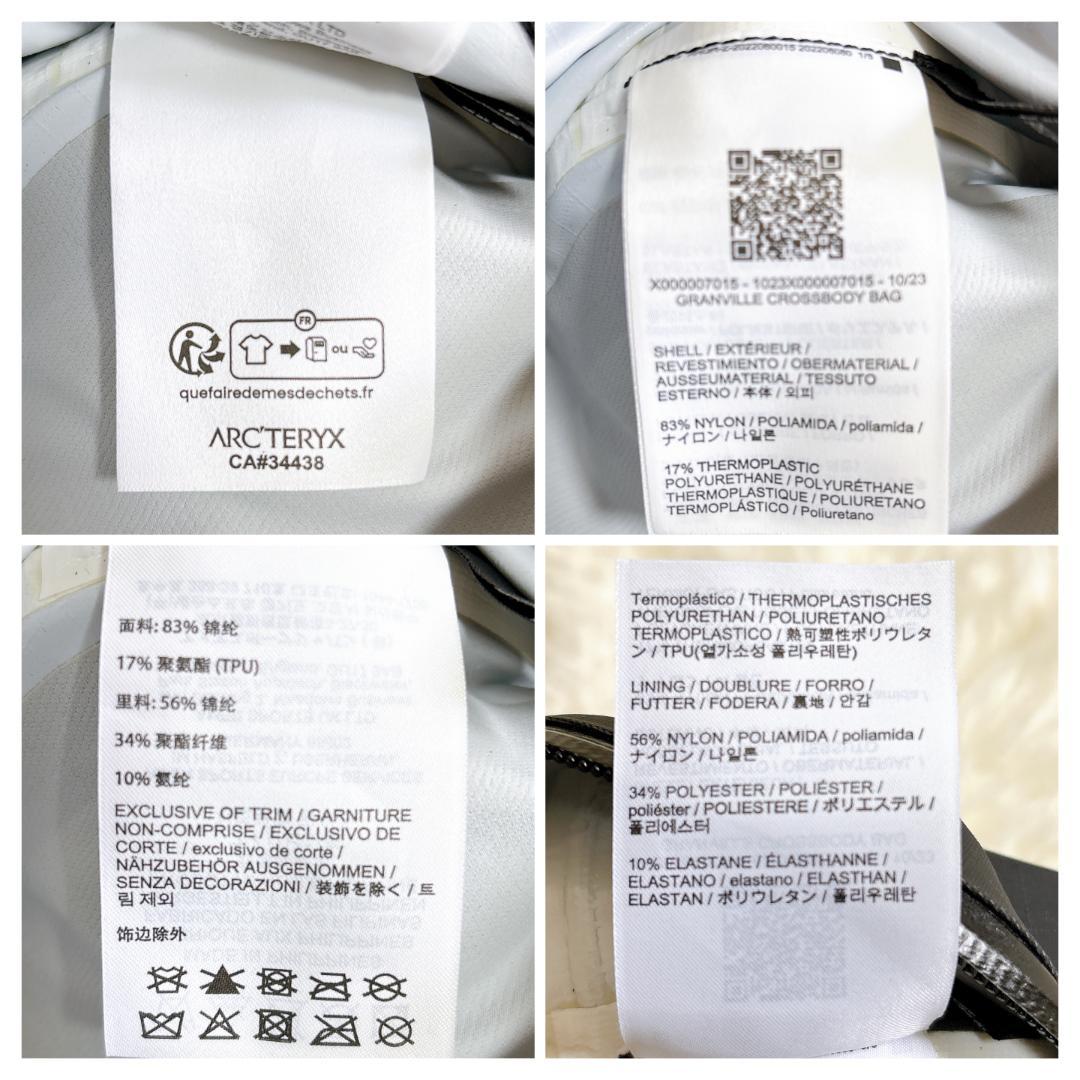 FR
ou
quefairedemesdechets.fr
ARC'TERYX
CA#34438
2022060015 202206060 1/5
X000007015 - 1023X000007015 - 10/23
GRANVILLE CROSSBODY BAG
SHELL / EXTÉRIEUR /
REVESTIMIENTO / OBERMATERIAL /
AUSSEUMATERIAL / TESSUTO
ESTERNO / 本体 / 외피
83% NYLON / POLIAMIDA / poliamida /
ナイロン / 나일론
17% THERMOPLASTIC
POLYURETHANE / POLYURÉTHANE
THERMOPLASTIQUE / POLIURETANO
TERMOPLÁSTICO / Poliuretano
面料: 83% 锦纶
17% 聚氨酯 (TPU)
里料: 56% 锦纶
34% 聚酯纤维
10% 氨纶
EXCLUSIVE OF TRIM / GARNITURE
NON-COMPRISE / EXCLUSIVO DE
CORTE / exclusivo de corte /
NÄHZUBEHÖR AUSGENOMMEN /
SENZA DECORAZIONI / 装飾を除く / 트
림 제외
饰边除外
Termoplástico / THERMOPLASTISCHES
POLYURETHAN / POLIURETANO
TERMOPLASTICO / 熱可塑性ポリウレタ
ン / TPU(열가소성 폴리우레탄)
LINING / DOUBLURE / FORRO /
FUTTER / FODERA / 裏地 / 안감
56% NYLON / POLIAMIDA / poliamida /
ナイロン / 나일론
34% POLYESTER / POLIÉSTER /
poliéster / POLIESTERE / ポリエステル /
폴리에스터
10% ELASTANE / ÉLASTHANNE /
ELASTANO / elastano / ELASTHAN /
ELASTAN / ポリウレタン / 폴리우레탄